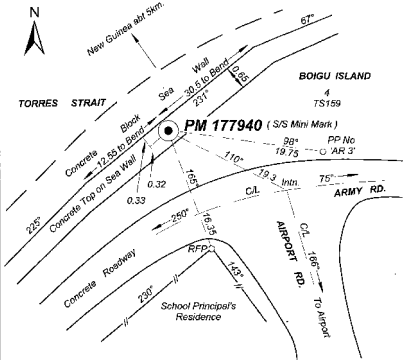 N
New Guinea abt 5km.
67°
Wall
30.5 to Bend
Sea
231°
0.65
BOIGU ISLAND
4
TS159
TORRES STRAIT
Block
PM 177940 ( S/S Mini Mark )
Concrete
12.55 to Bend
98°
19.75
PP No
'AR 3'
Concrete Top on Sea Wall
0.32
0.33
110°
19.3
165°
16.35
225°
C/L
Intn.
75°
ARMY RD.
250°
C/L
166°
AIRPORT RD.
To Airport
RFP
143°
Concrete Roadway
230°
School Principal's
Residence